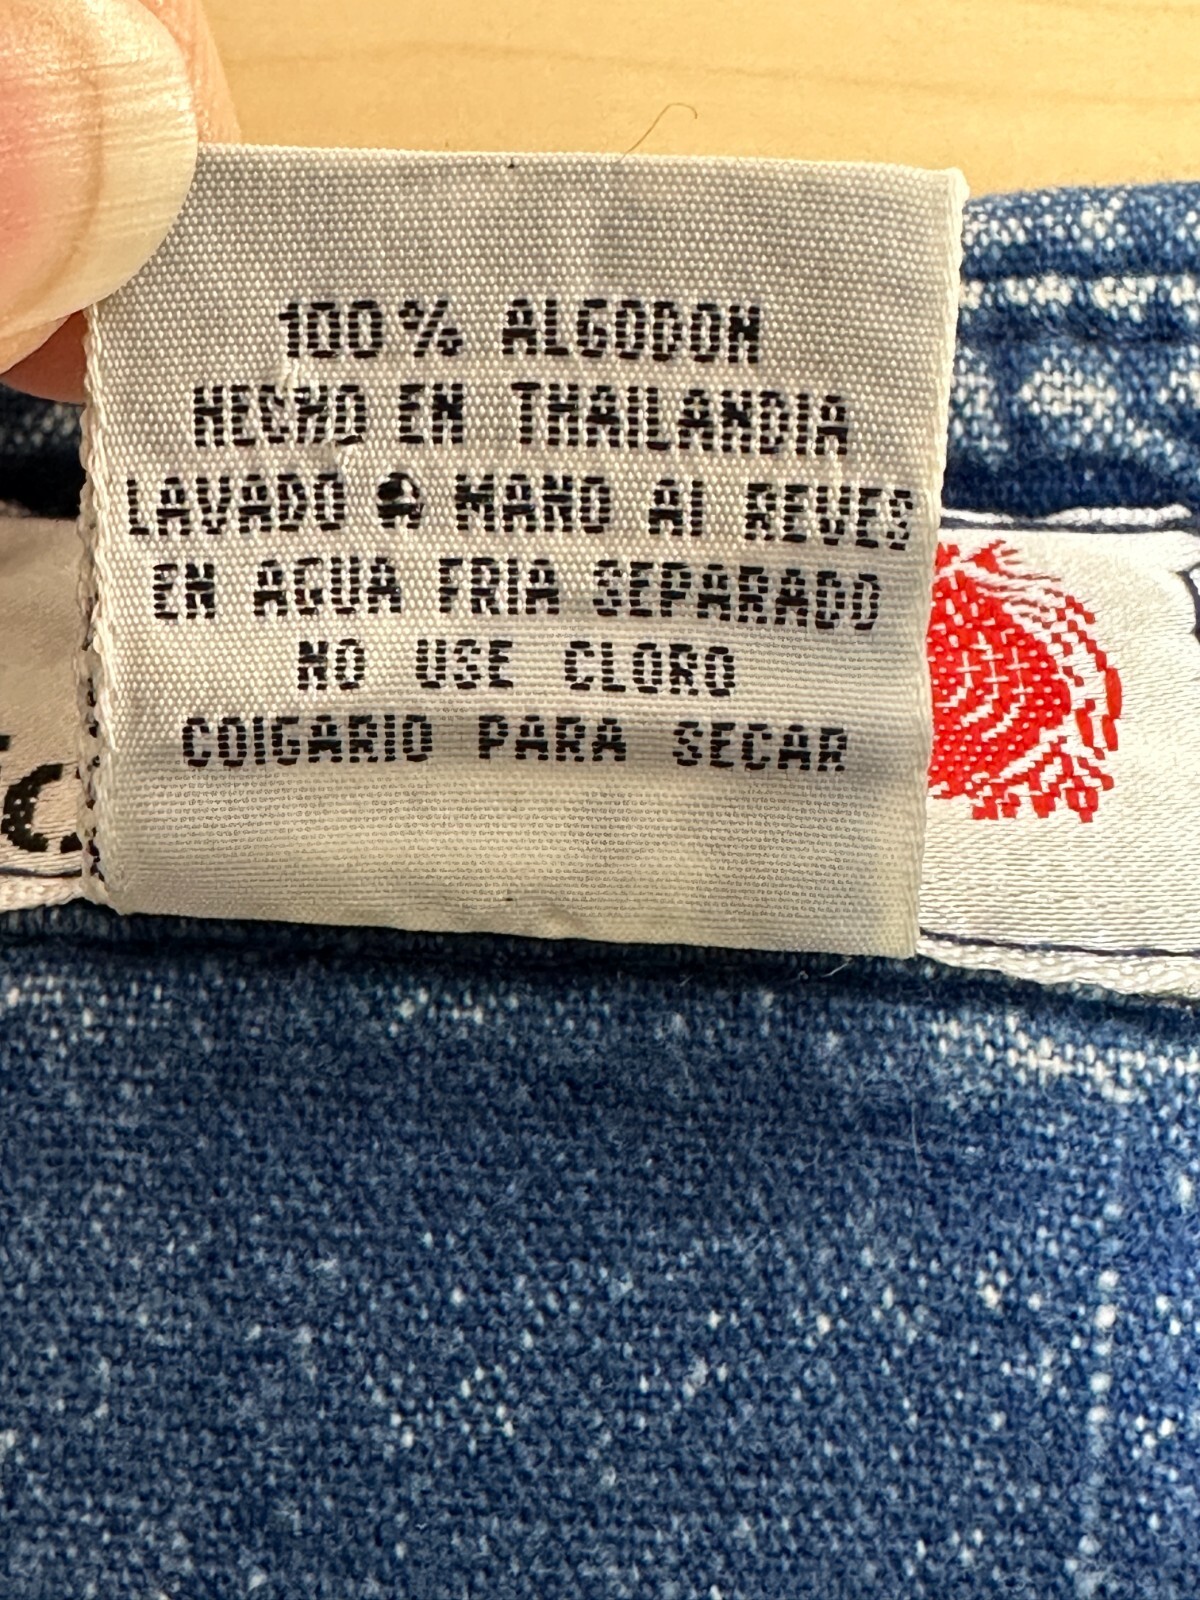 100% ALGODON
HECHO EN THAILANDIA
LAVADO A MANO AI REVES
EN AGUA FRIA SEPARADO
NO USE CLORO
COIGARIO PARA SECAR